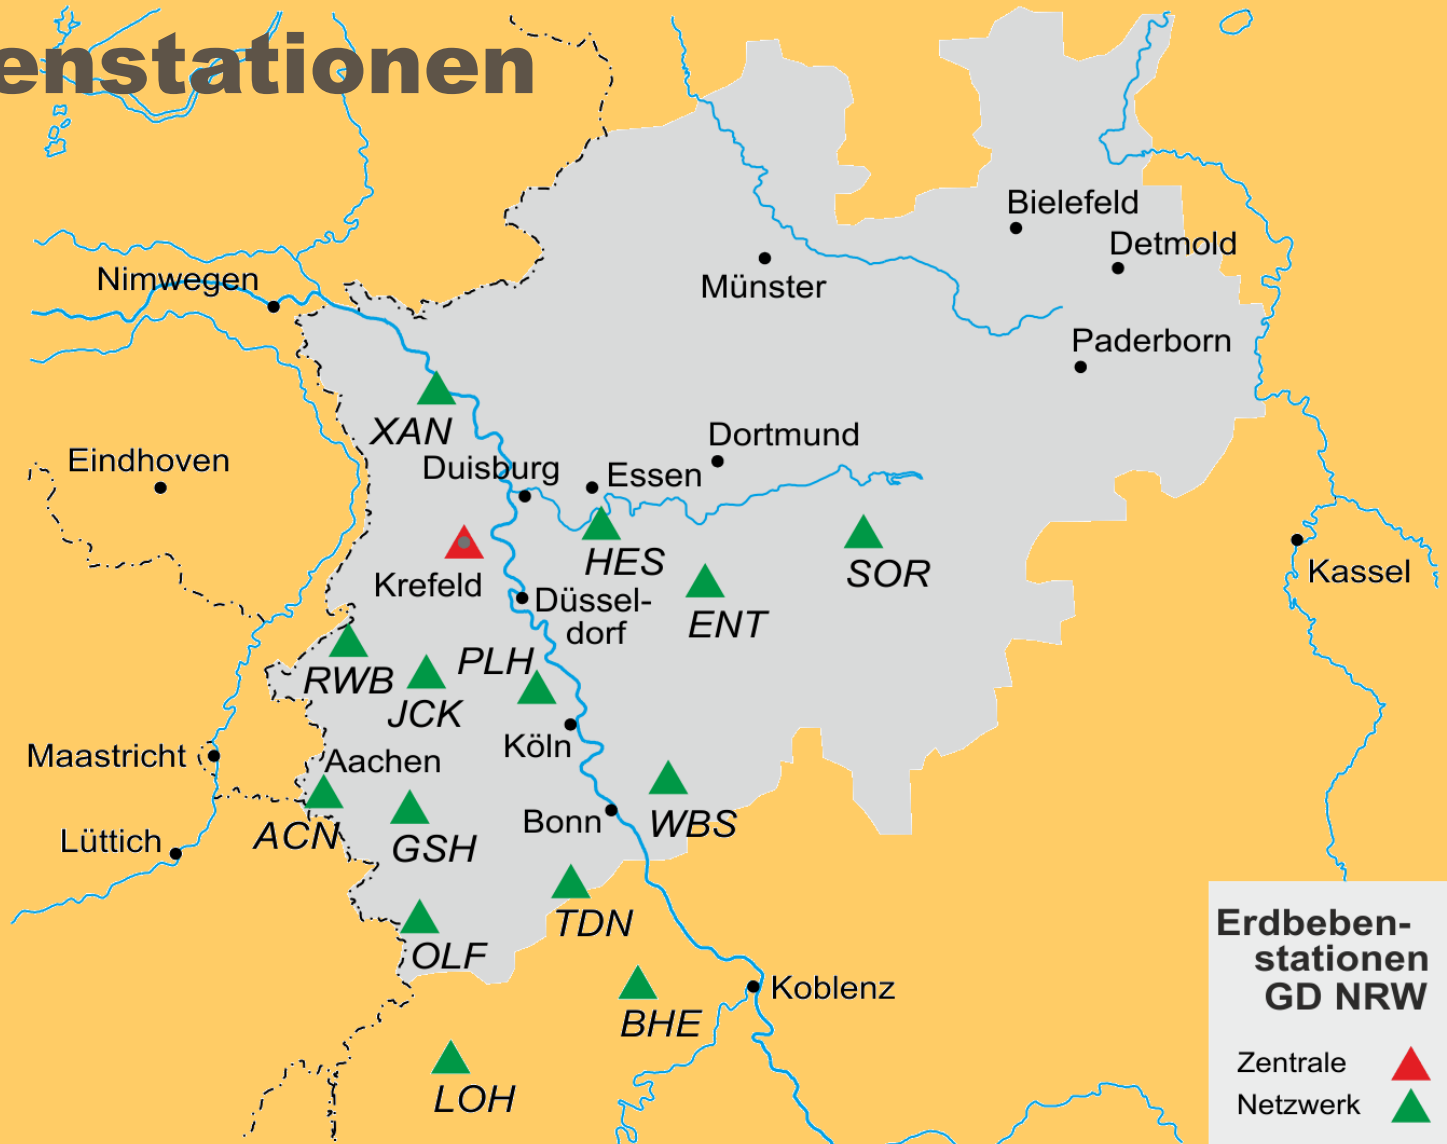 enstationen
Bielefeld
Detmold
Nimwegen
Münster
Paderborn
XAN
Dortmund
Eindhoven
Duisburg
Essen
HES
SOR
Kassel
Krefeld
Düssel-
dorf
ENT
PLH
RWB
JCK
Köln
Maastricht
Aachen
Bonn
WBS
ACN
Lüttich
GSH
TDN
OLF
Koblenz
BHE
LOH
Erdbeben-
stationen
GD NRW
Zentrale
Netzwerk